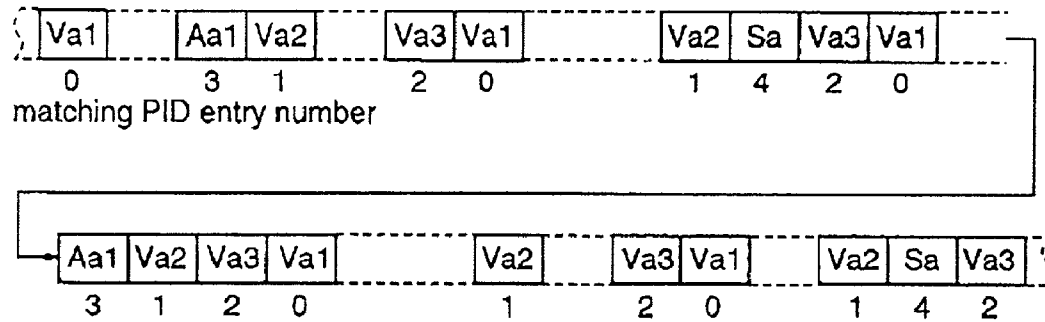 Va1 Aa1 Va2 Va3 Va1 Va2 Sa Va3 Va1
0 3 1 2 0 1 4 2 0
matching PID entry number
Aa1 Va2 Va3 Va1 Va2 Va3 Va1 Va2 Sa Va3
3 1 2 0 1 2 0 1 4 2